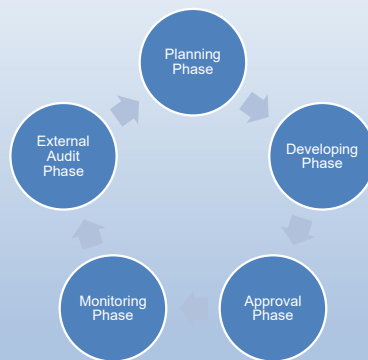 Planning
Phase
Developing
Phase
Approval
Phase
Monitoring
Phase
External
Audit
Phase